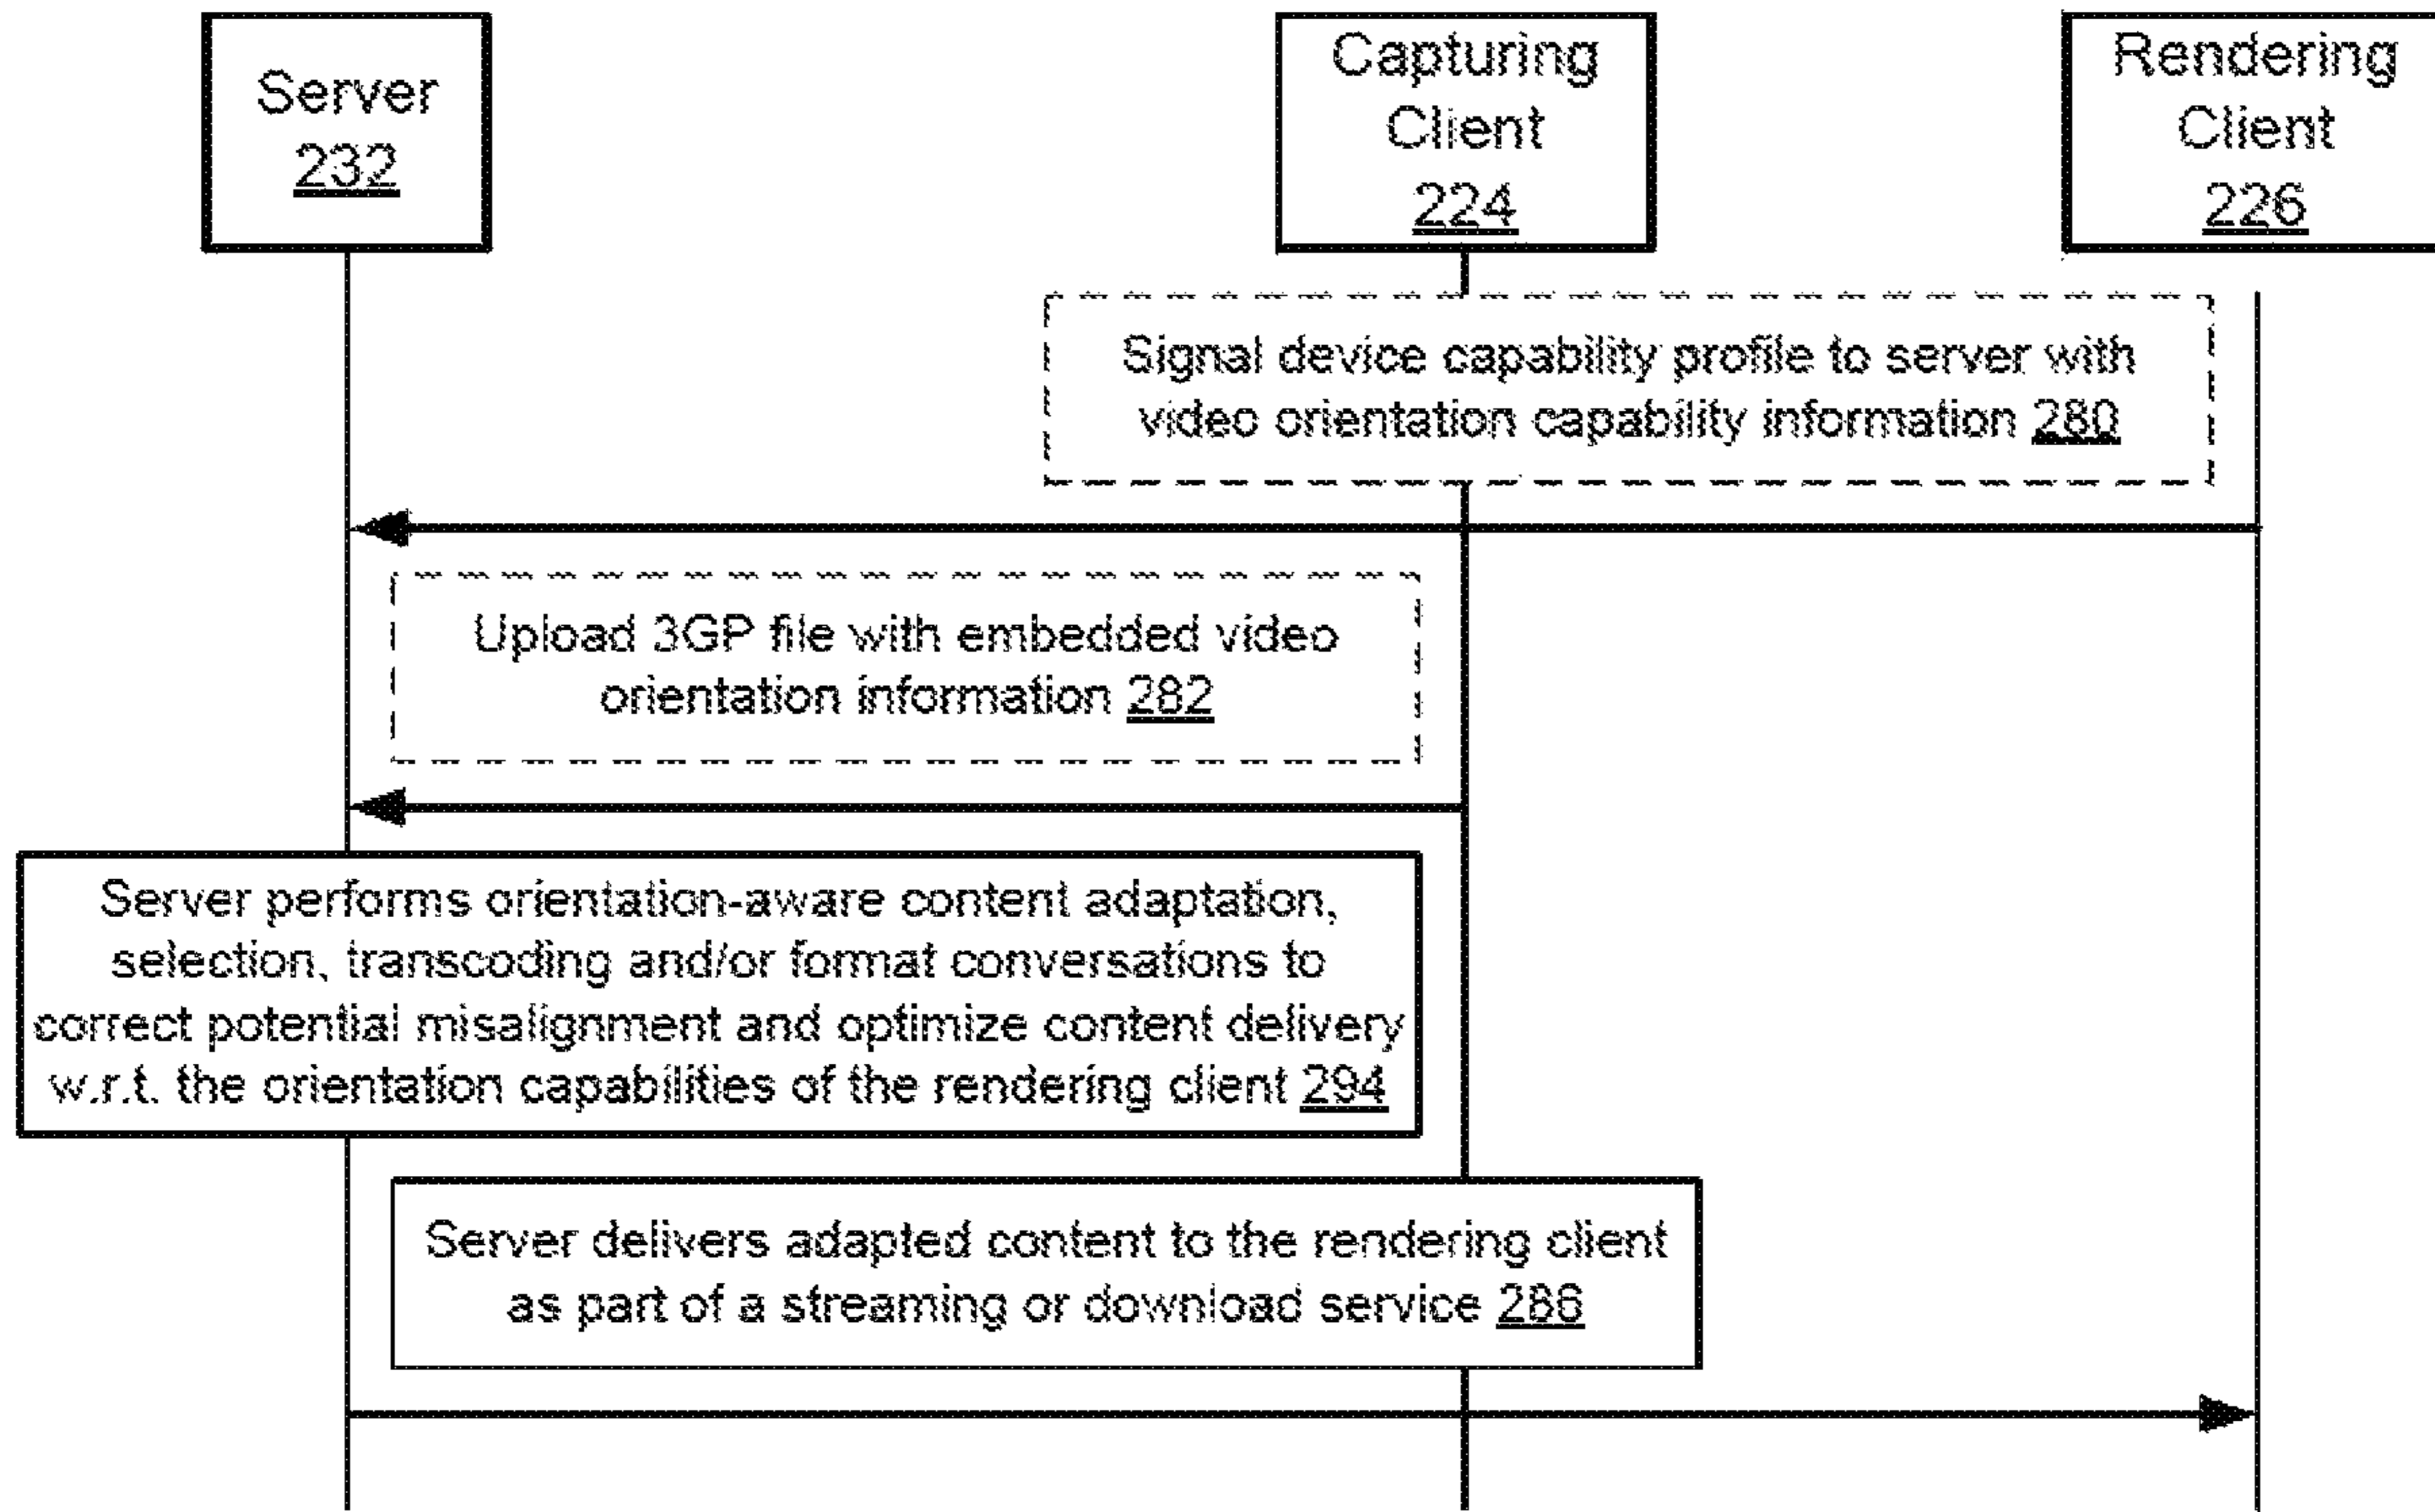 Server
232
Capturing
Client
224
Rendering
Client
226
Signal device capability profile to server with
video orientation capability information 280
Upload 3GP file with embedded video
orientation information 282
Server performs orientation-aware content adaptation,
selection, transcoding and/or format conversations to
correct potential misalignment and optimize content delivery
w.r.t. the orientation capabilities of the rendering client 294
Server delivers adapted content to the rendering client
as part of a streaming or download service 286